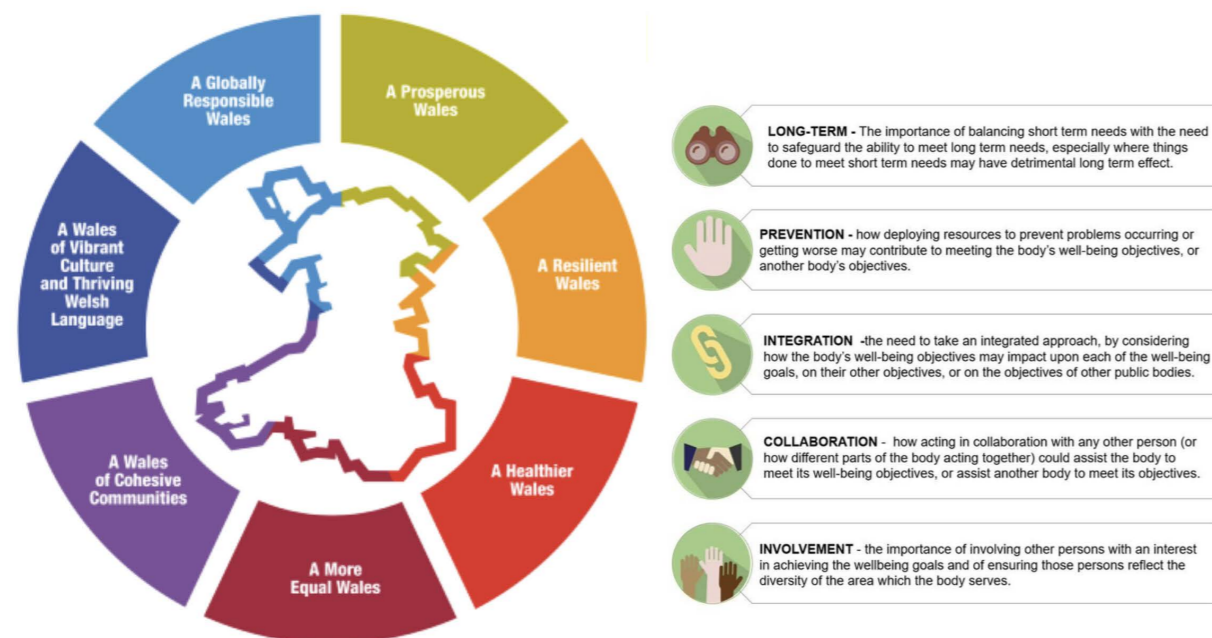 A Globally
Responsible
Wales
A Prosperous
Wales
A Resilient
Wales
A Healthier
Wales
A More
Equal Wales
A Wales
of Cohesive
Communities
A Wales
of Vibrant
Culture
and Thriving
Welsh
Language
LONG-TERM - The importance of balancing short term needs with the need
to safeguard the ability to meet long term needs, especially where things
done to meet short term needs may have detrimental long term effect.
PREVENTION - how deploying resources to prevent problems occurring or
getting worse may contribute to meeting the body's well-being objectives, or
another body's objectives.
INTEGRATION -the need to take an integrated approach, by considering
how the body's well-being objectives may impact upon each of the well-being
goals, on their other objectives, or on the objectives of other public bodies.
COLLABORATION - how acting in collaboration with any other person (or
how different parts of the body acting together) could assist the body to
meet its well-being objectives, or assist another body to meet its objectives.
INVOLVEMENT - the importance of involving other persons with an interest
in achieving the wellbeing goals and of ensuring those persons reflect the
diversity of the area which the body serves.